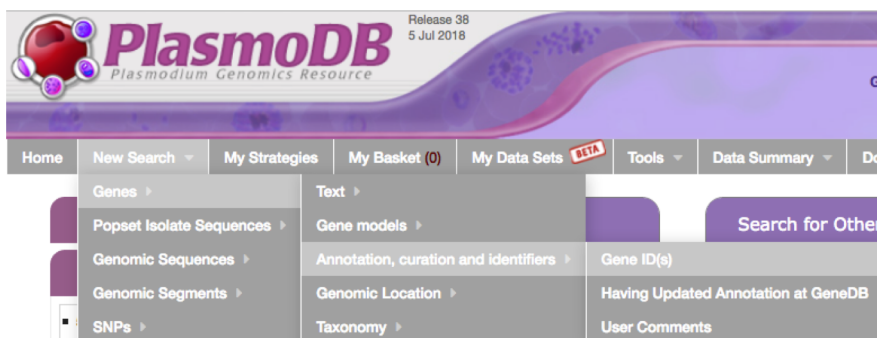 PlasmoDB
Plasmodium Genomics Resource
Release 38
5 Jul 2018
Home New Search My Strategies My Basket (0) My Data Sets BETA Tools Data Summary
Genes Text
Popset Isolate Sequences Gene models Search for Other
Genomic Sequences Annotation, curation and identifiers Gene ID(s)
Genomic Segments Genomic Location Having Updated Annotation at GeneDB
SNPs Taxonomy User Comments